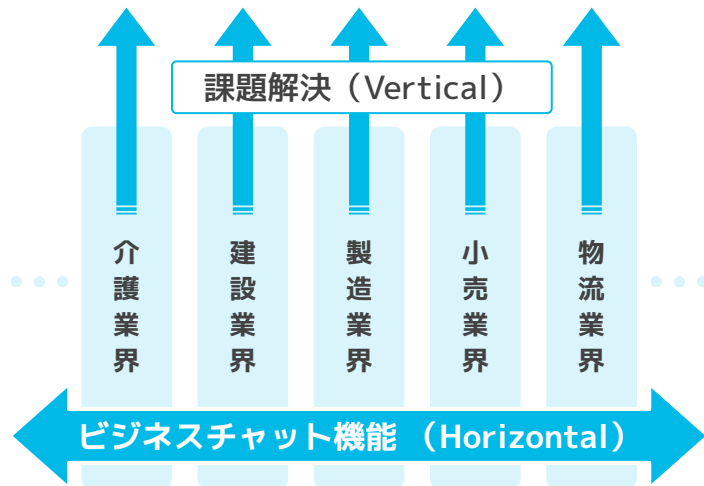 課題解決（Vertical）
介護業界
建設業界
製造業界
小売業界
物流業界
ビジネスチャット機能 （Horizontal）